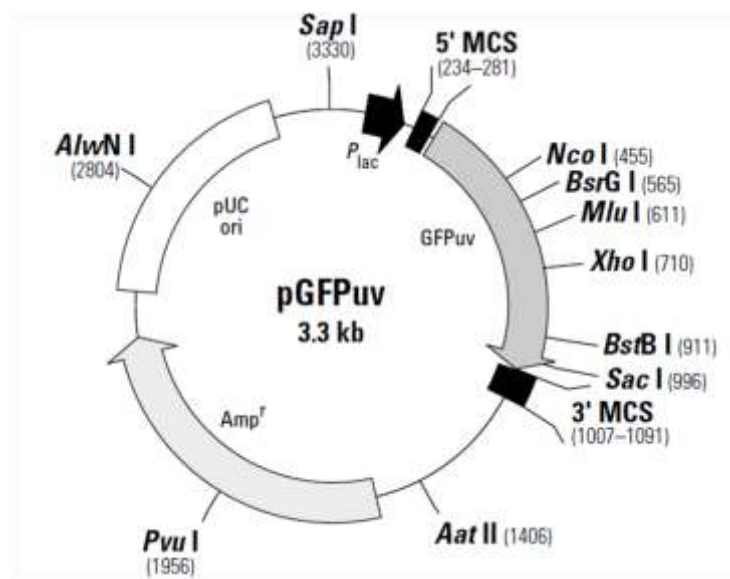 Sap I
(3330)
5' MCS
(234–281)
AlwN I
(2804)
Plac
Nco I (455)
BsrG I (565)
Mlu I (611)
pUC
ori
GFPuv
Xho I (710)
pGFPuv
3.3 kb
BstB I (911)
Sac I (996)
3' MCS
(1007–1091)
Ampr
Aat II (1406)
Pvu I
(1956)